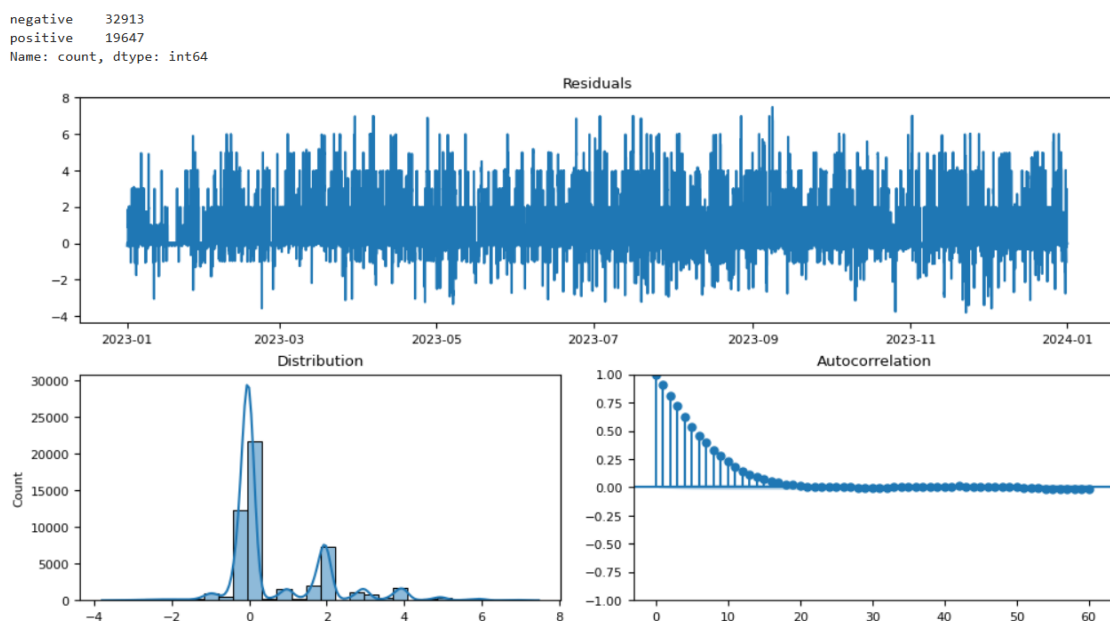 negative    32913
positive    19647
Name: count, dtype: int64
Residuals
8
6
4
2
0
−2
−4
2023-01 2023-03 2023-05 2023-07 2023-09 2023-11 2024-01
Distribution
30000
25000
20000
15000
10000
5000
0
Count
−4 −2 0 2 4 6 8
Autocorrelation
1.00
0.75
0.50
0.25
0.00
−0.25
−0.50
−0.75
−1.00
0 10 20 30 40 50 60